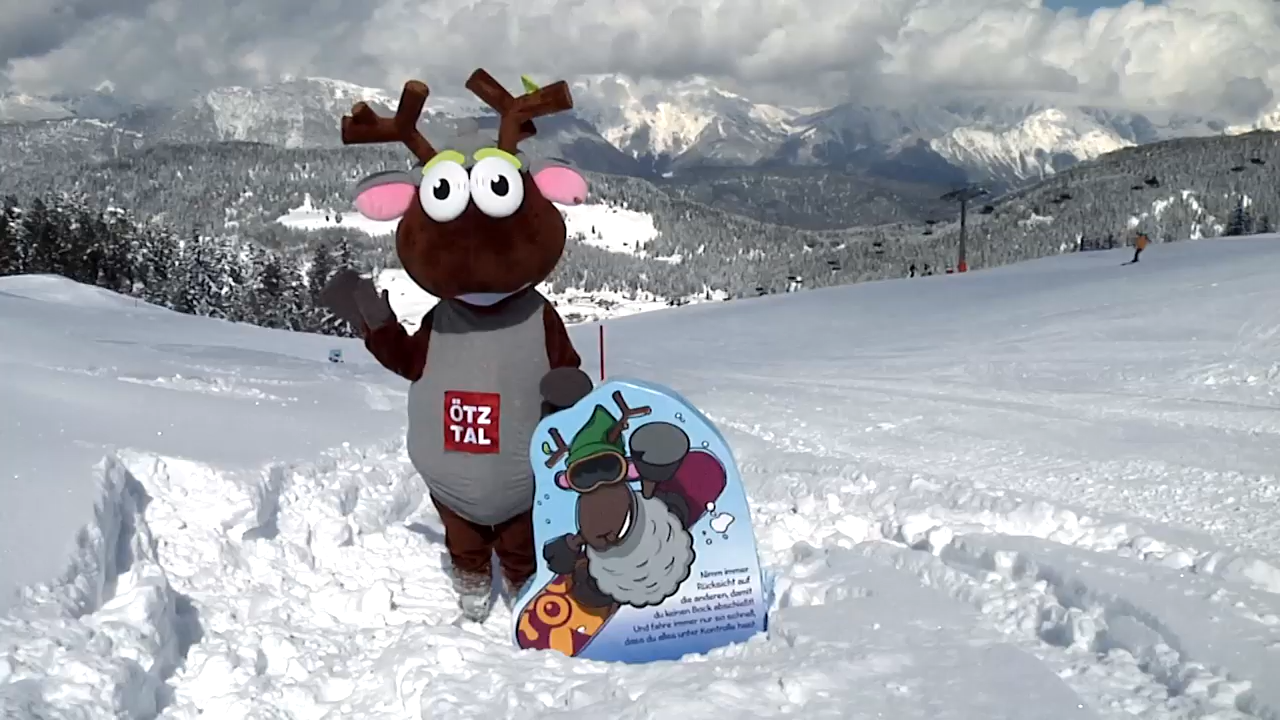 ÖTZ
TAL
Nimm immer
Rücksicht auf
die anderen, damit
du keinen Bock abschießt!
Und fahre immer nur so schnell,
dass du alles unter Kontrolle hast.